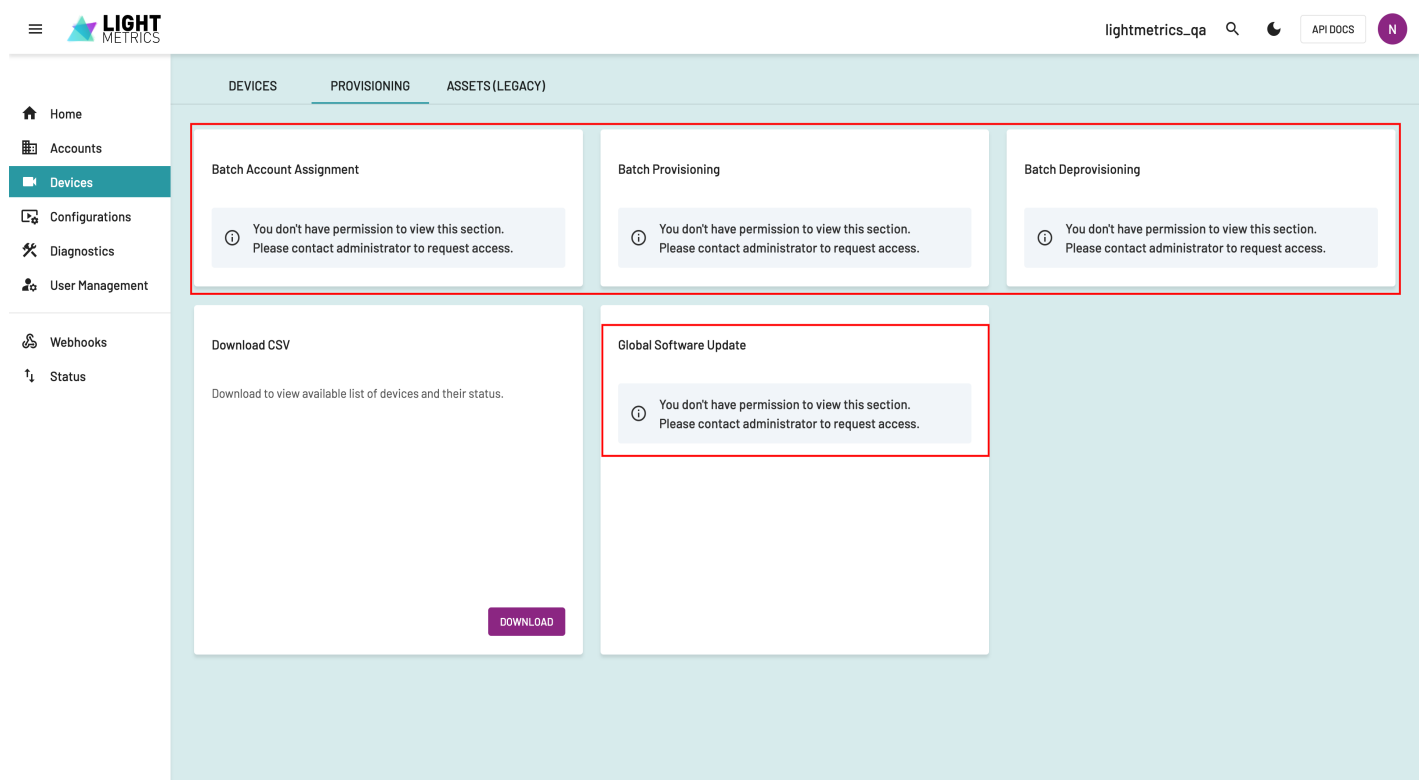 LIGHT
METRICS
lightmetrics_qa
API DOCS
N
DEVICES
PROVISIONING
ASSETS (LEGACY)
Home
Accounts
Devices
Configurations
Diagnostics
User Management
Webhooks
Status
Batch Account Assignment
You don't have permission to view this section.
Please contact administrator to request access.
Batch Provisioning
You don't have permission to view this section.
Please contact administrator to request access.
Batch Deprovisioning
You don't have permission to view this section.
Please contact administrator to request access.
Download CSV
Download to view available list of devices and their status.
DOWNLOAD
Global Software Update
You don't have permission to view this section.
Please contact administrator to request access.